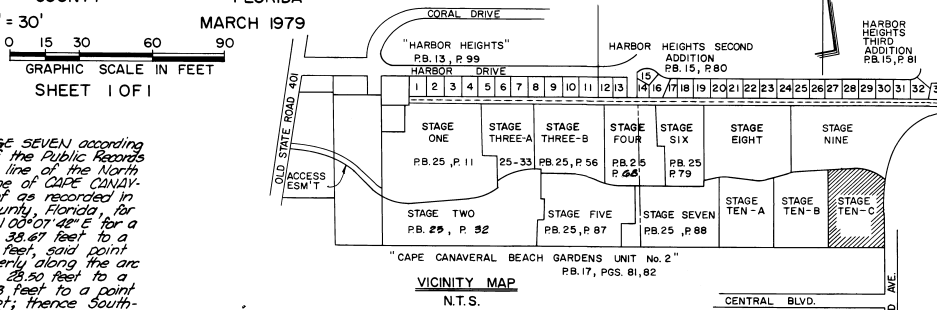 COUNTY FLORIDA
" = 30' MARCH 1979
0 15 30 60 90
GRAPHIC SCALE IN FEET
SHEET 1 OF 1
GE SEVEN according
f the Public Records
line of the North
ne of CAPE CANAV-
of as recorded in
ounty, Florida, for
N 00°07'42" E for a
38.67 feet to a
feet, said point
erly along the arc
28.50 feet to a
feet to a point
et; thence South-
CORAL DRIVE
"HARBOR HEIGHTS"
P.B. 13, P. 99
HARBOR DRIVE
HARBOR HEIGHTS SECOND
ADDITION
P.B. 15, P. 80
HARBOR
HEIGHTS
THIRD
ADDITION
P.B. 15, P. 81
OLD STATE ROAD 401
1 2 3 4 5 6 7 8 9 10 11 12 13 14 15 16 17 18 19 20 21 22 23 24 25 26 27 28 29 30 31 32 3
STAGE
ONE
P.B. 25, P. 11
STAGE
THREE-A
25-33
STAGE
THREE-B
P.B. 25, P. 56
STAGE
FOUR
P.B. 25
P. 68
STAGE
SIX
P.B. 25
P. 79
STAGE
EIGHT
STAGE
NINE
ACCESS
ESM'T
STAGE TWO
P.B. 25, P. 32
STAGE FIVE
P.B. 25, P. 87
STAGE SEVEN
P.B. 25, P. 88
STAGE
TEN-A
STAGE
TEN-B
STAGE
TEN-C
"CAPE CANAVERAL BEACH GARDENS UNIT No. 2"
P.B. 17, PGS. 81, 82
VICINITY MAP
N.T.S.
CENTRAL BLVD.
D AVE.